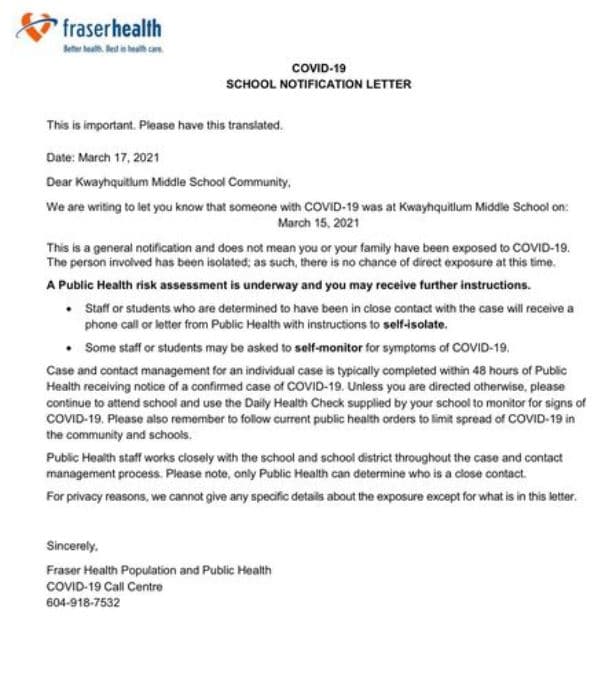 fraserhealth
Better health. Best in health care.
COVID-19
SCHOOL NOTIFICATION LETTER
This is important. Please have this translated.
Date: March 17, 2021
Dear Kwayhquitlum Middle School Community,
We are writing to let you know that someone with COVID-19 was at Kwayhquitlum Middle School on:
March 15, 2021
This is a general notification and does not mean you or your family have been exposed to COVID-19.
The person involved has been isolated; as such, there is no chance of direct exposure at this time.
A Public Health risk assessment is underway and you may receive further instructions.
• Staff or students who are determined to have been in close contact with the case will receive a
phone call or letter from Public Health with instructions to self-isolate.
• Some staff or students may be asked to self-monitor for symptoms of COVID-19.
Case and contact management for an individual case is typically completed within 48 hours of Public
Health receiving notice of a confirmed case of COVID-19. Unless you are directed otherwise, please
continue to attend school and use the Daily Health Check supplied by your school to monitor for signs of
COVID-19. Please also remember to follow current public health orders to limit spread of COVID-19 in
the community and schools.
Public Health staff works closely with the school and school district throughout the case and contact
management process. Please note, only Public Health can determine who is a close contact.
For privacy reasons, we cannot give any specific details about the exposure except for what is in this letter.
Sincerely,
Fraser Health Population and Public Health
COVID-19 Call Centre
604-918-7532